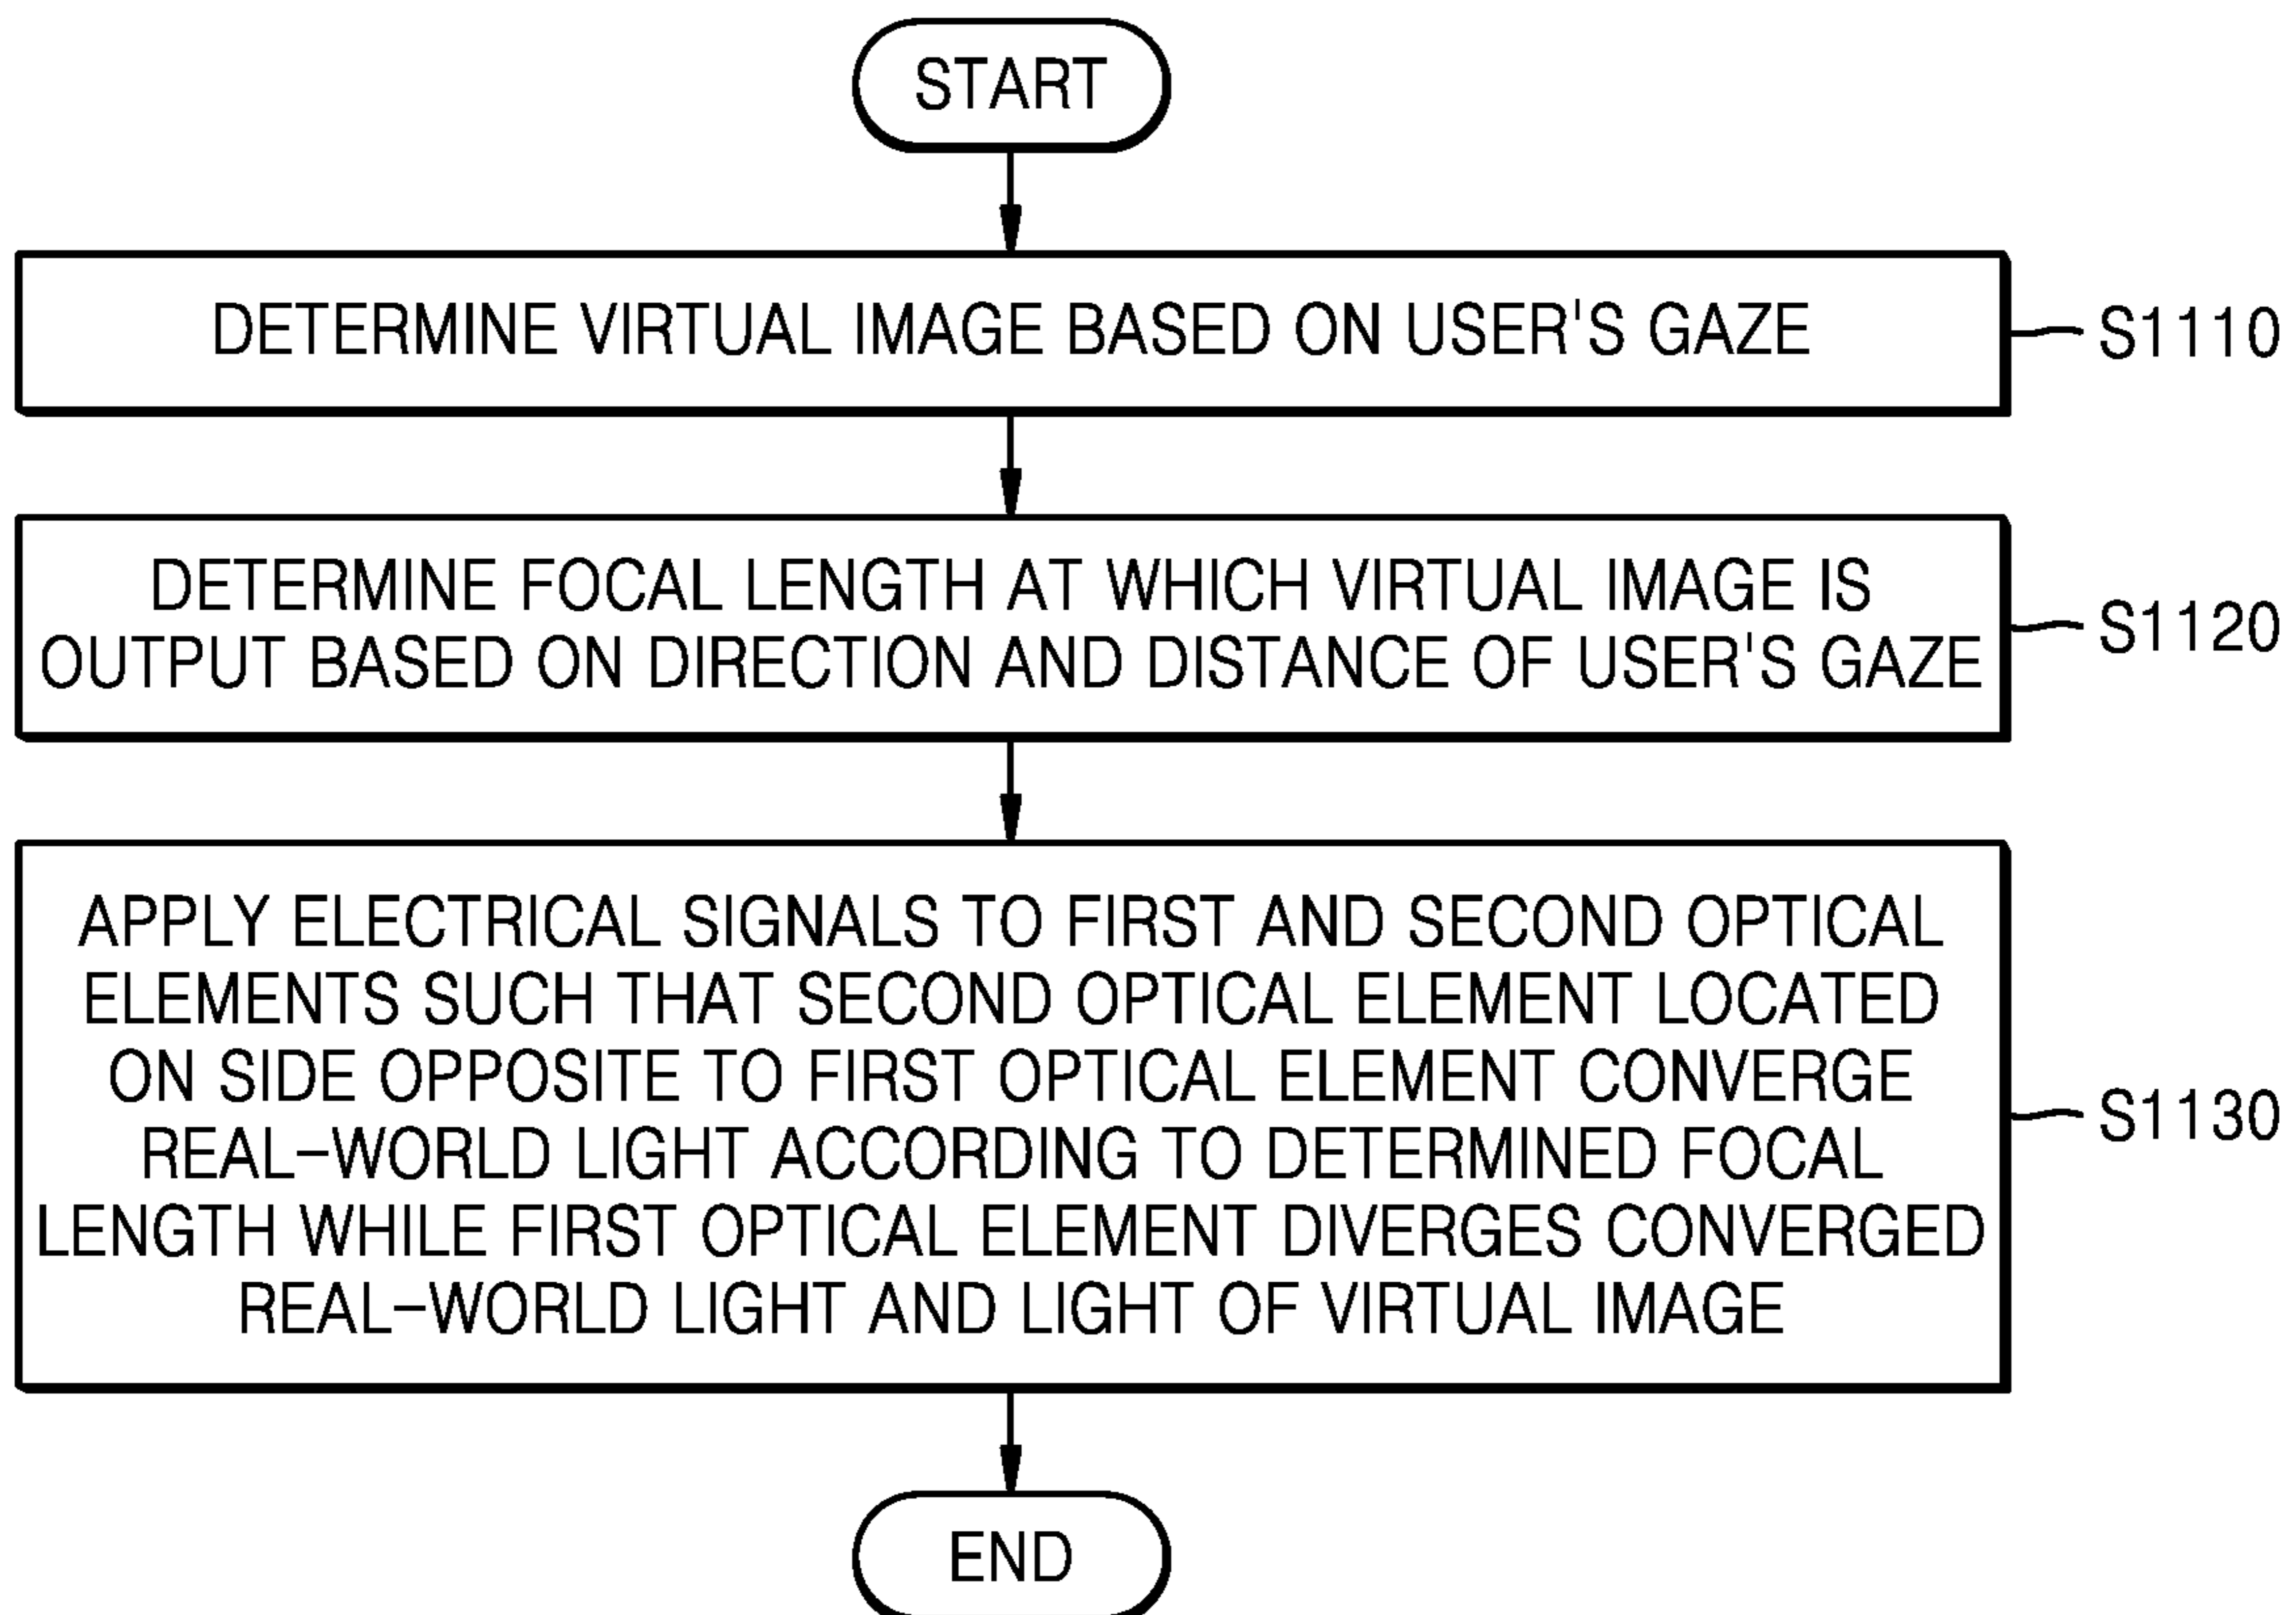 START
DETERMINE VIRTUAL IMAGE BASED ON USER'S GAZE
S1110
DETERMINE FOCAL LENGTH AT WHICH VIRTUAL IMAGE IS
OUTPUT BASED ON DIRECTION AND DISTANCE OF USER'S GAZE
S1120
APPLY ELECTRICAL SIGNALS TO FIRST AND SECOND OPTICAL
ELEMENTS SUCH THAT SECOND OPTICAL ELEMENT LOCATED
ON SIDE OPPOSITE TO FIRST OPTICAL ELEMENT CONVERGE
REAL-WORLD LIGHT ACCORDING TO DETERMINED FOCAL
LENGTH WHILE FIRST OPTICAL ELEMENT DIVERGES CONVERGED
REAL-WORLD LIGHT AND LIGHT OF VIRTUAL IMAGE
S1130
END